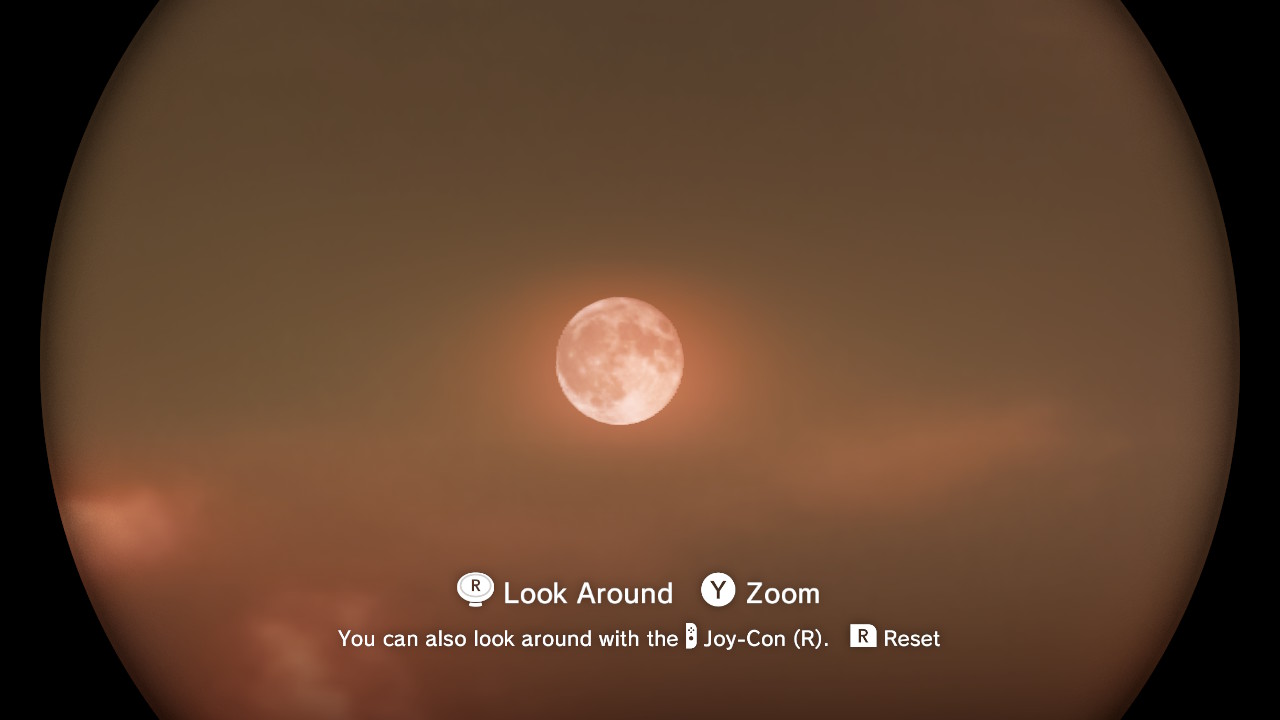 R Look Around Y Zoom
You can also look around with the Joy-Con (R). R Reset